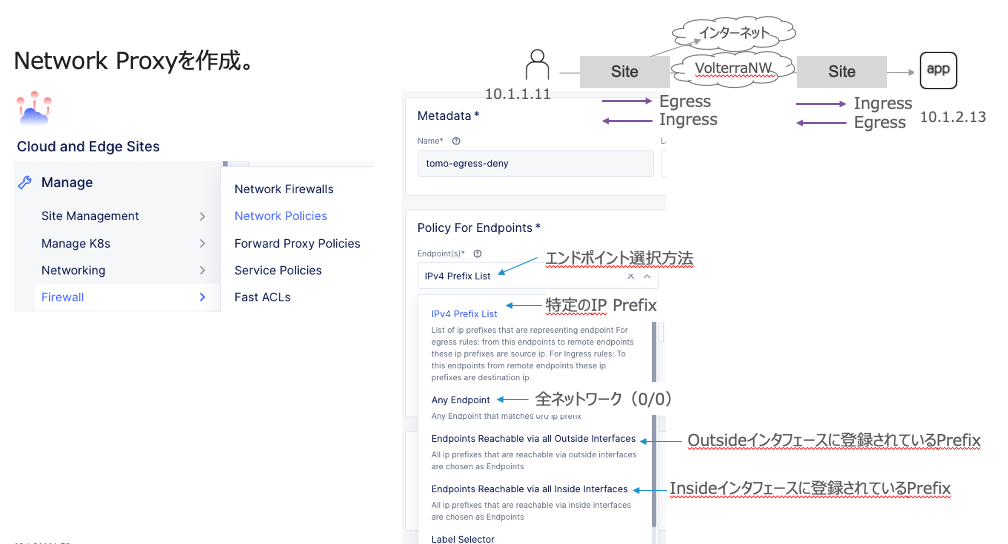 Network Proxyを作成。
インターネット
Site
VolterraNW
Site
app
10.1.1.11
Egress
Ingress
Ingress
Egress
10.1.2.13
Cloud and Edge Sites
Manage
Site Management
Manage K8s
Networking
Firewall
Network Firewalls
Network Policies
Forward Proxy Policies
Service Policies
Fast ACLs
Metadata *
Name*
tomo-egress-deny
Policy For Endpoints *
Endpoint(s)*
IPv4 Prefix List
エンドポイント選択方法
IPv4 Prefix List
特定のIP Prefix
List of ip prefixes that are representing endpoint For
egress rules: from this endpoints to remote endpoints
these ip prefixes are source ip. For Ingress rules: To
this endpoints from remote endpoints these ip
prefixes are destination ip.
Any Endpoint
全ネットワーク（0/0）
Any Endpoint that matches 0/0 ip prefix
Endpoints Reachable via all Outside Interfaces
Outsideインタフェースに登録されているPrefix
All ip prefixes that are reachable via outside interfaces
are chosen as Endpoints
Endpoints Reachable via all Inside Interfaces
Insideインタフェースに登録されているPrefix
All ip prefixes that are reachable via inside interfaces
are chosen as Endpoints
Label Selector